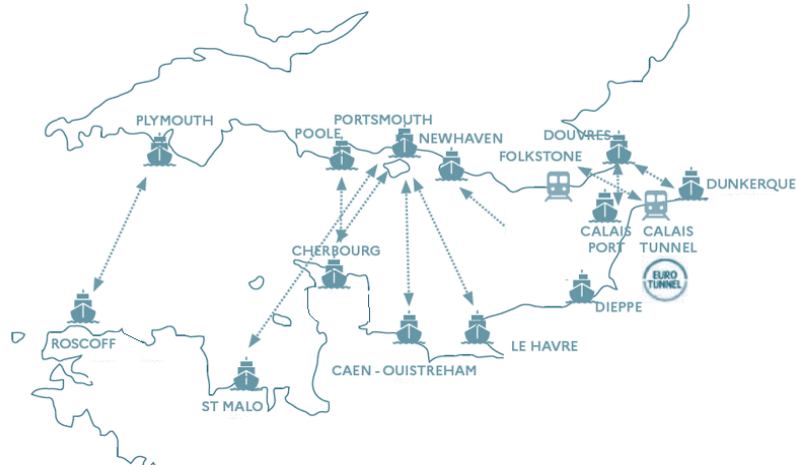 PLYMOUTH
PORTSMOUTH
POOLE
NEWHAVEN
DOUVRES
FOLKSTONE
DUNKERQUE
CALAIS
PORT
CALAIS
TUNNEL
CHERBOURG
EURO
TUNNEL
DIEPPE
ROSCOFF
LE HAVRE
CAEN - OUISTREHAM
ST MALO